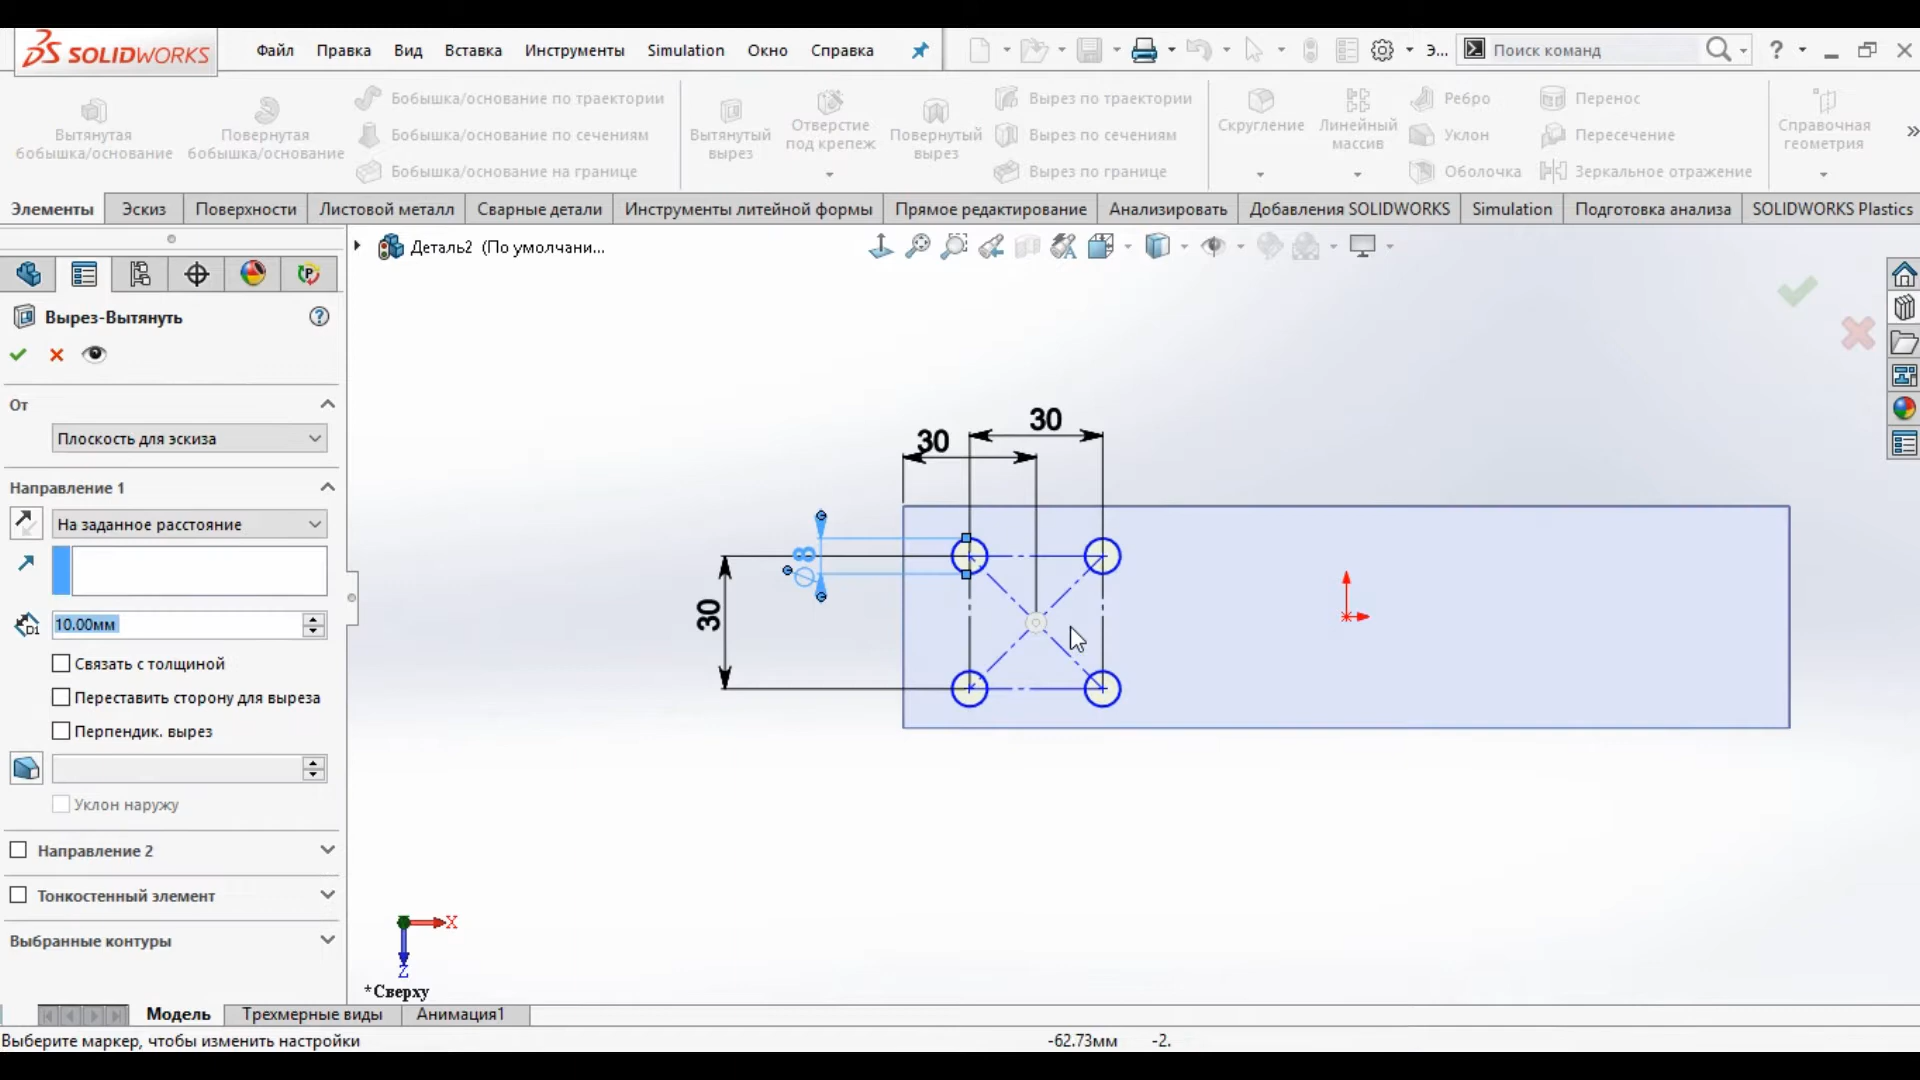 SOLIDWORKS
Файл Правка Вид Вставка Инструменты Simulation Окно Справка
Э...
Поиск команд
?
Вытянутая бобышка/основание
Повернутая бобышка/основание
Бобышка/основание по траектории
Бобышка/основание по сечениям
Бобышка/основание на границе
Вытянутый вырез
Отверстие под крепеж
Повернутый вырез
Вырез по траектории
Вырез по сечениям
Вырез по границе
Скругление
Линейный массив
Ребро
Уклон
Оболочка
Перенос
Пересечение
Зеркальное отражение
Справочная геометрия
»
Элементы Эскиз Поверхности Листовой металл Сварные детали Инструменты литейной формы Прямое редактирование Анализировать Добавления SOLIDWORKS Simulation Подготовка анализа SOLIDWORKS Plastics
Деталь2 (По умолчани...
Вырез-Вытянуть
От
Плоскость для эскиза
Направление 1
На заданное расстояние
D1
10.00мм
Связать с толщиной
Переставить сторону для выреза
Перпендик. вырез
Уклон наружу
Направление 2
Тонкостенный элемент
Выбранные контуры
30
30
∅8
30
X
Z
*Сверху
Модель Трехмерные виды Анимация1
Выберите маркер, чтобы изменить настройки
-62.73мм -2.